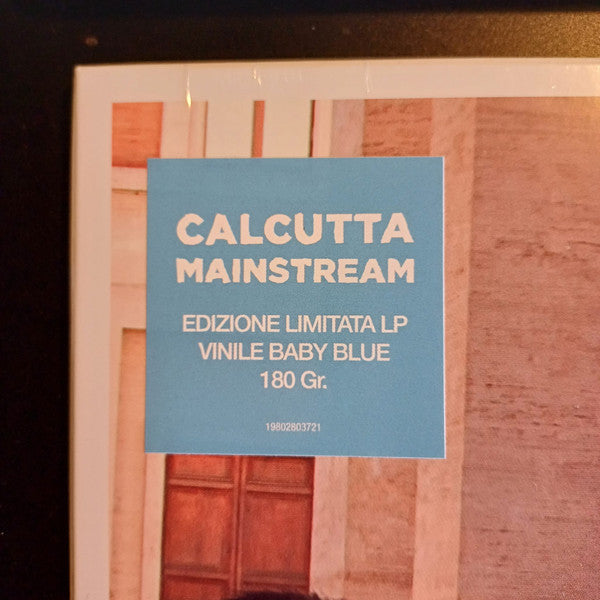 CALCUTTA
MAINSTREAM
EDIZIONE LIMITATA LP
VINILE BABY BLUE
180 Gr.
19802803721